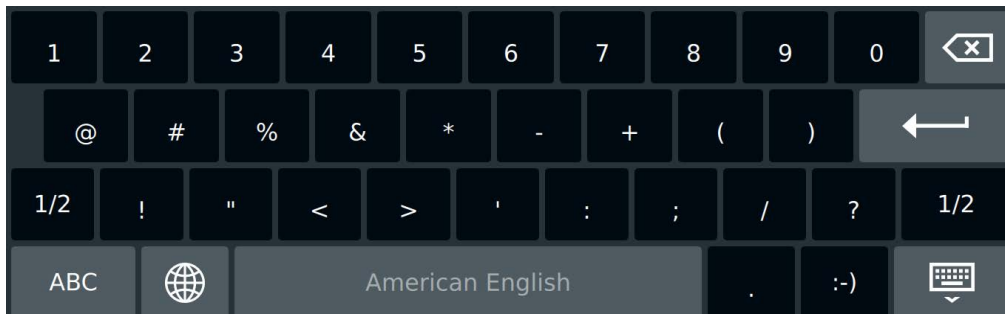 1 2 3 4 5 6 7 8 9 0
@ # % & * - + ( )
1/2 ! " < > ' : ; / ? 1/2
ABC American English . :-)